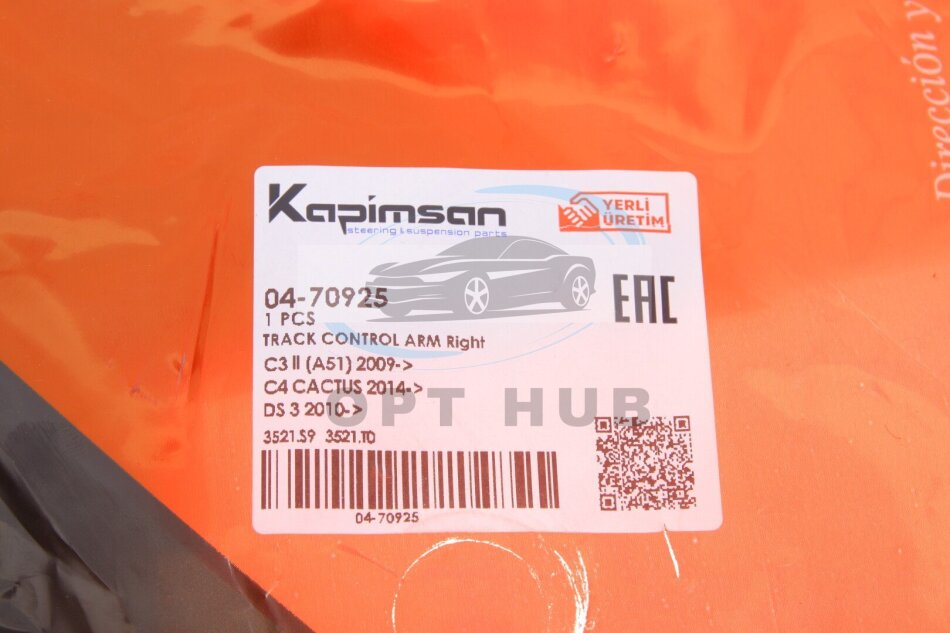 Dirección y
Kapimsan
steering & suspension parts
YERLİ
ÜRETİM
04-70925
EAC
1 PCS
TRACK CONTROL ARM Right
C3 II (A51) 2009->
C4 CACTUS 2014->
DS 3 2010->
OPT HUB
3521.S9 3521.T0
04-70925